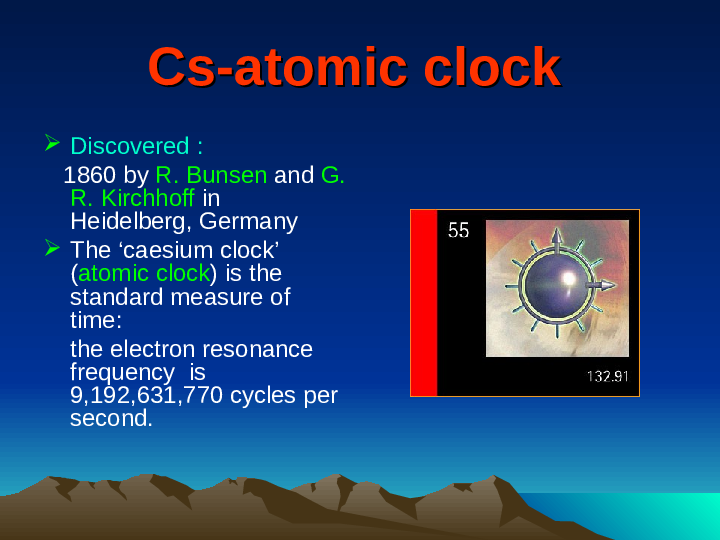 Cs-atomic clock
Discovered :
1860 by R. Bunsen and G.
R. Kirchhoff in
Heidelberg, Germany
The ‘caesium clock’
(atomic clock) is the
standard measure of
time:
the electron resonance
frequency  is
9,192,631,770 cycles per
second.
55
132.91